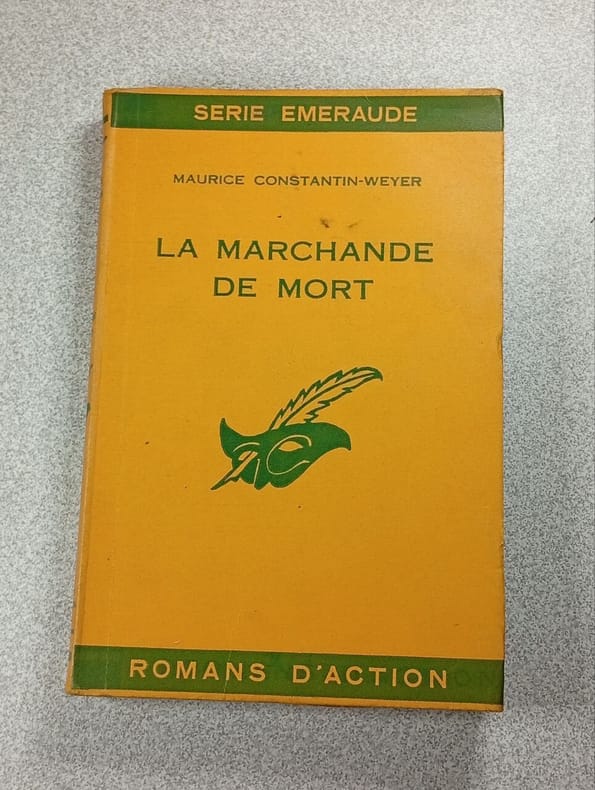 SERIE EMERAUDE
MAURICE CONSTANTIN-WEYER
LA MARCHANDE
DE MORT
ROMANS D'ACTION